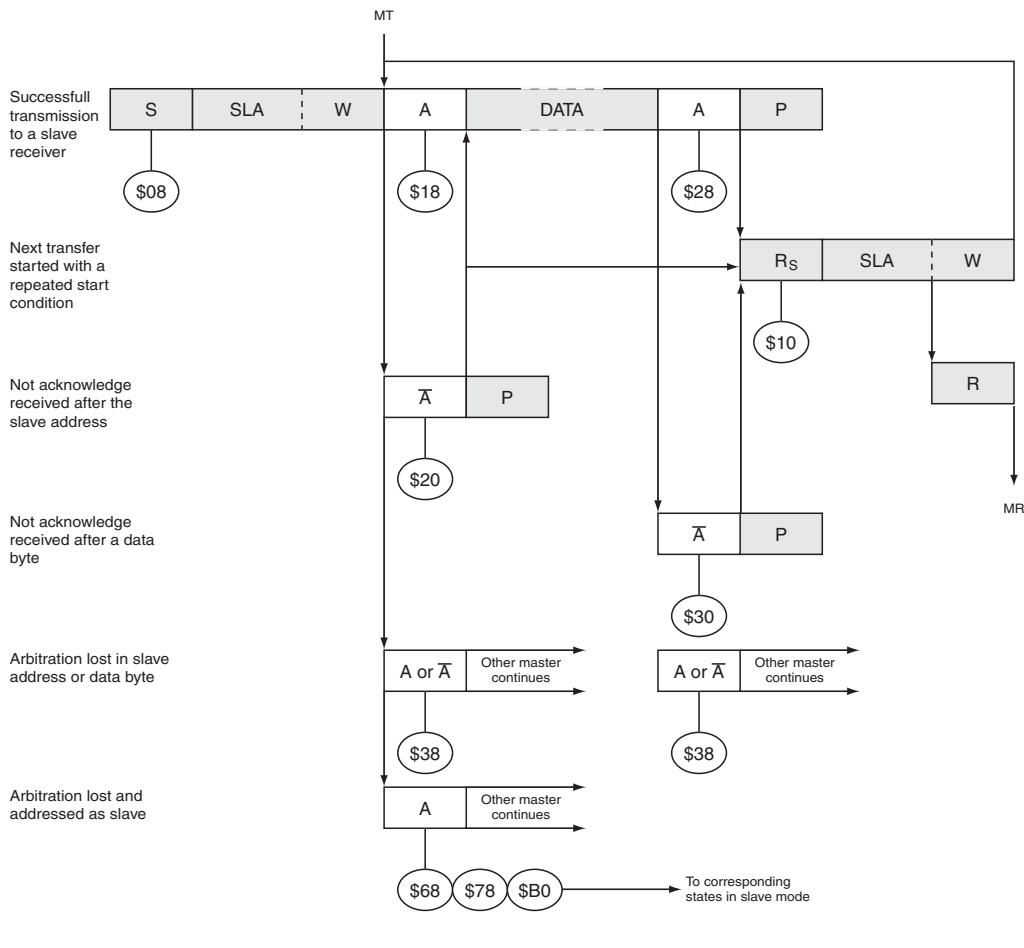 MT
Successfull
transmission
to a slave
receiver
S
SLA
W
A
DATA
A
P
$08
$18
$28
Next transfer
started with a
repeated start
condition
RS
SLA
W
$10
Not acknowledge
received after the
slave address
A̅
P
R
$20
MR
Not acknowledge
received after a data
byte
A̅
P
$30
Arbitration lost in slave
address or data byte
A or A̅
Other master
continues
A or A̅
Other master
continues
$38
$38
Arbitration lost and
addressed as slave
A
Other master
continues
$68
$78
$B0
To corresponding
states in slave mode